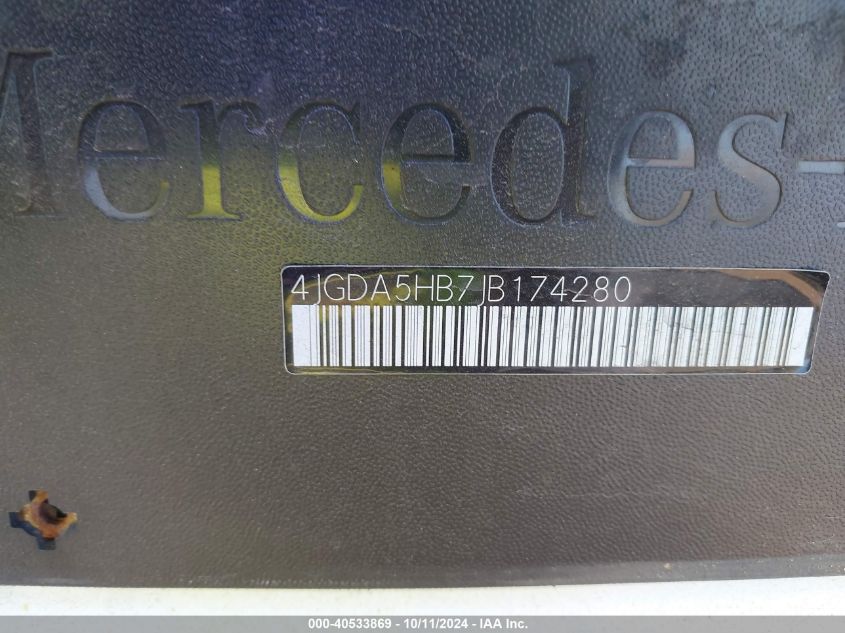 Mercedes-
4JGDA5HB7JB174280
000-40533869 - 10/11/2024 - IAA Inc.